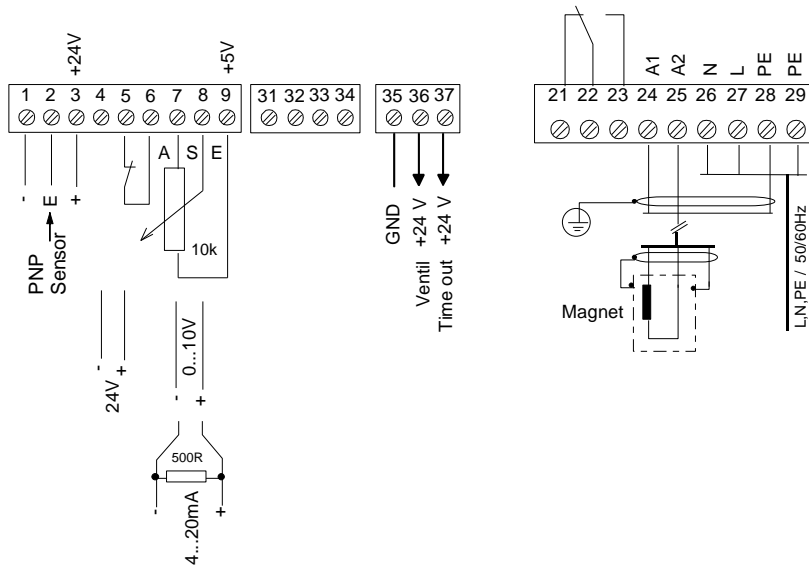 +24V
+5V
1 2 3 4 5 6 7 8 9
31 32 33 34
35 36 37
A S E
10k
-
E
+
PNP
Sensor
24V
-
+
0...10V
-
+
500R
-
+
4...20mA
GND
Ventil +24 V
Time out +24 V
A1
A2
N
L
PE
PE
21 22 23 24 25 26 27 28 29
Magnet
L,N,PE / 50/60Hz